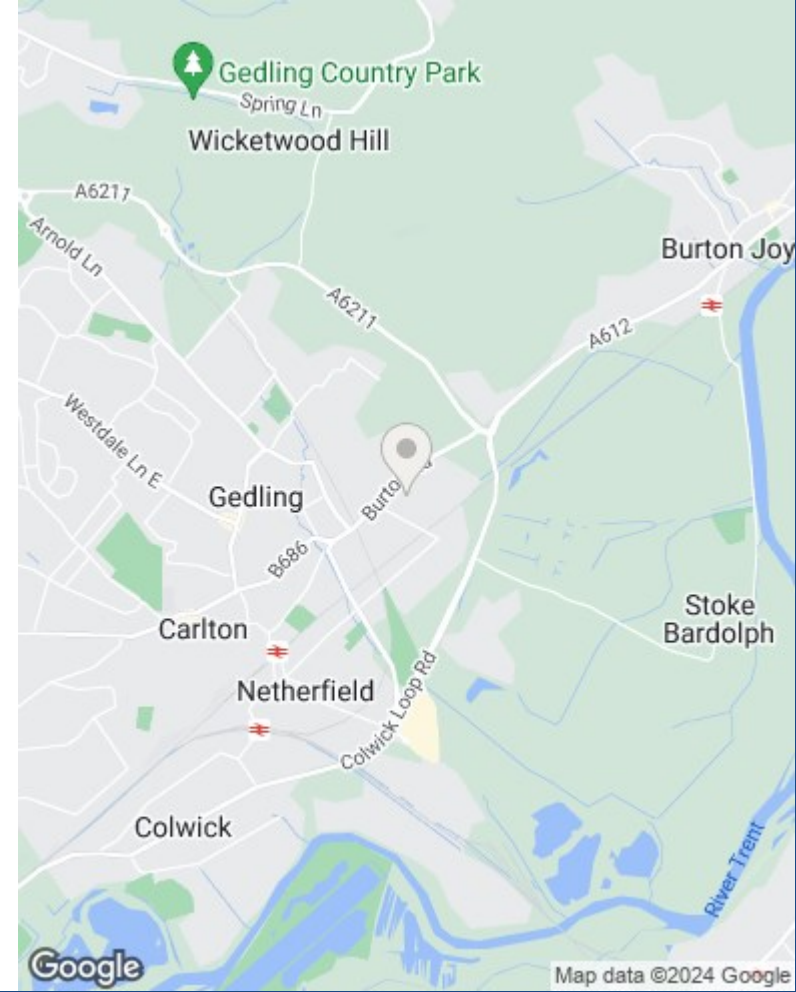 Gedling Country Park
Spring Ln
Wicketwood Hill
A6211
Arnold Ln
Burton Joy
A6211
A612
Westdale Ln E
Gedling
Burto
B686
Stoke
Bardolph
Carlton
Netherfield
Colwick Loop Rd
Colwick
River Trent
Google
Map data ©2024 Google